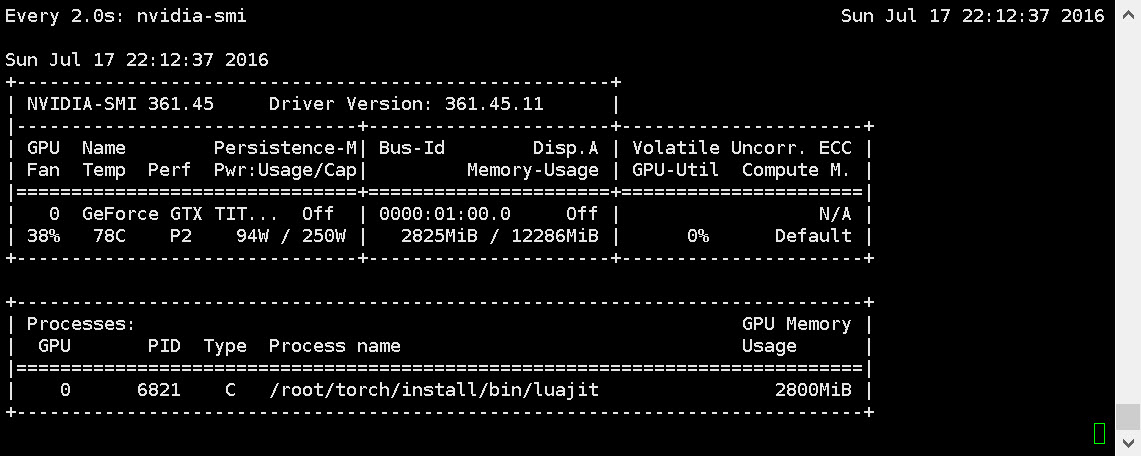 Every 2.0s: nvidia-smi                                                      Sun Jul 17 22:12:37 2016

Sun Jul 17 22:12:37 2016
+------------------------------------------------------+
| NVIDIA-SMI 361.45     Driver Version: 361.45.11      |
|-------------------------------+----------------------+----------------------+
| GPU  Name        Persistence-M| Bus-Id        Disp.A | Volatile Uncorr. ECC |
| Fan  Temp  Perf  Pwr:Usage/Cap|         Memory-Usage | GPU-Util  Compute M. |
|===============================+======================+======================|
|   0  GeForce GTX TIT...  Off  | 0000:01:00.0     Off |                  N/A |
| 38%   78C    P2    94W / 250W |   2825MiB / 12286MiB |      0%      Default |
+-------------------------------+----------------------+----------------------+

+-----------------------------------------------------------------------------+
| Processes:                                                       GPU Memory |
|  GPU       PID  Type  Process name                               Usage      |
|=============================================================================|
|    0      6821    C   /root/torch/install/bin/luajit                2800MiB |
+-----------------------------------------------------------------------------+